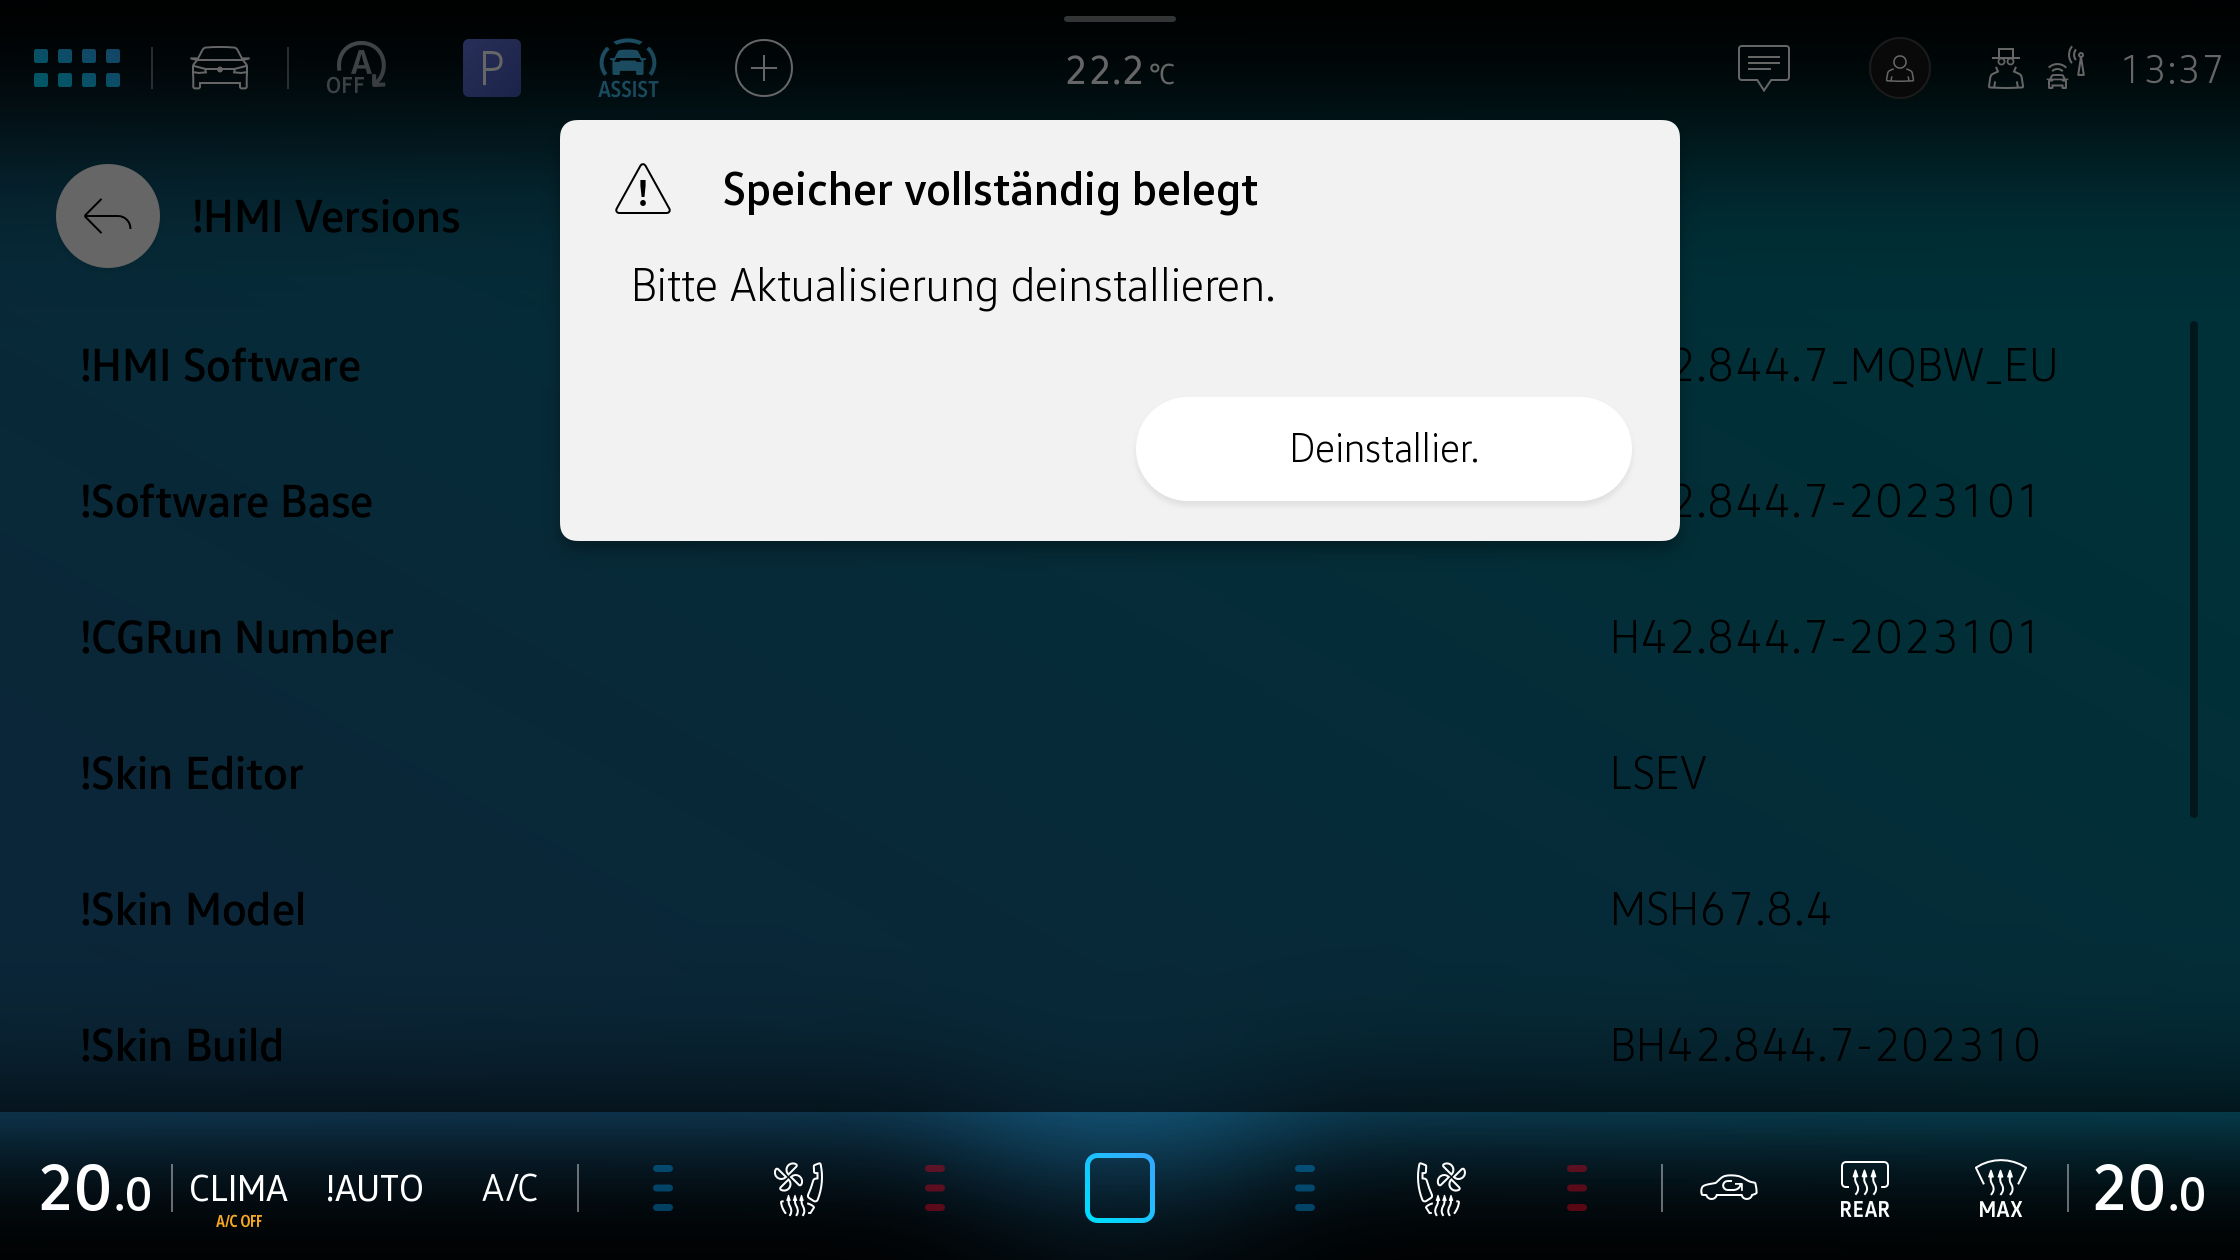 A
OFF
P
ASSIST
22.2 °C
13:37
!HMI Versions
Speicher vollständig belegt
Bitte Aktualisierung deinstallieren.
Deinstallier.
!HMI Software
2.844.7_MQBW_EU
!Software Base
2.844.7-2023101
!CGRun Number
H42.844.7-2023101
!Skin Editor
LSEV
!Skin Model
MSH67.8.4
!Skin Build
BH42.844.7-202310
20.0
CLIMA
A/C OFF
!AUTO
A/C
REAR
MAX
20.0